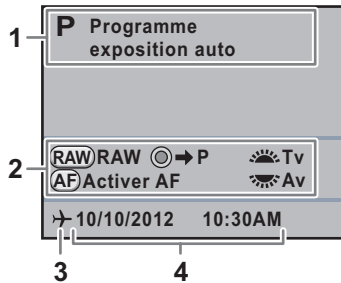 1
P Programme
exposition auto
2
RAW RAW ➡ P Tv
AF Activer AF Av
10/10/2012 10:30AM
3 4